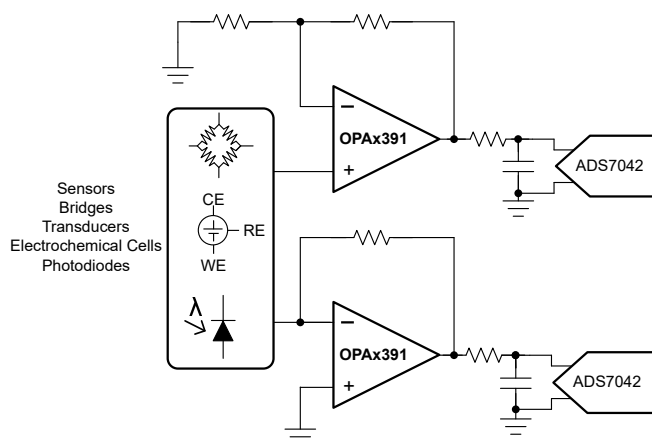 −
OPAx391
+
ADS7042
Sensors
Bridges
Transducers
Electrochemical Cells
Photodiodes
CE
RE
WE
λ
−
OPAx391
+
ADS7042